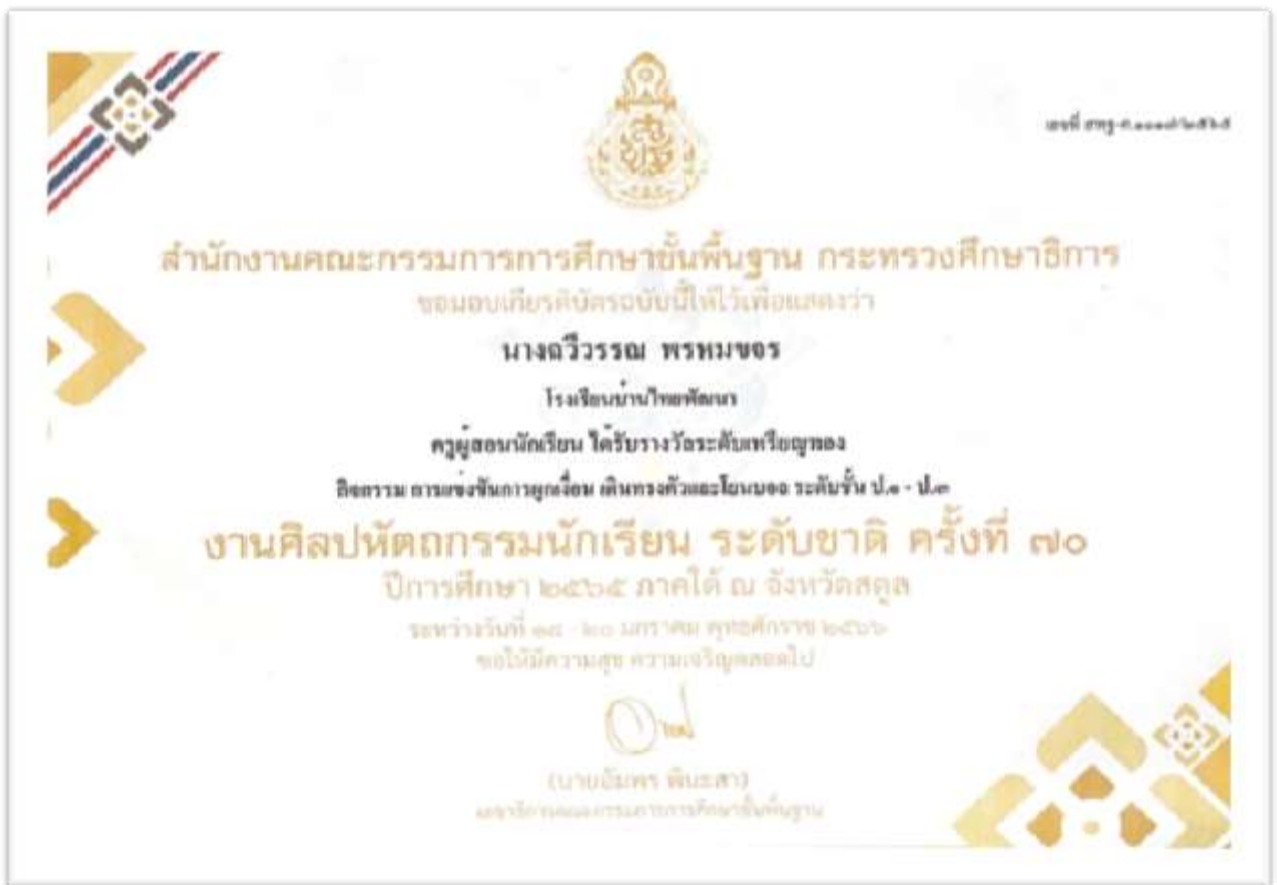 เลขที่ สพฐ-ค
สำนักงานคณะกรรมการการศึกษาขั้นพื้นฐาน กระทรวงศึกษาธิการ
ขอมอบเกียรติบัตรฉบับนี้ให้ไว้เพื่อแสดงว่า
นางฉวีวรรณ พรหมขจร
โรงเรียนบ้านไทยพัฒนา
ครูผู้สอนนักเรียน ได้รับรางวัลระดับเหรียญทอง
กิจกรรม การแข่งขันการผูกเงื่อน เดินทรงตัวและโยนบอล ระดับชั้น ป.๑ - ป.๓
งานศิลปหัตถกรรมนักเรียน ระดับชาติ ครั้งที่ ๗๐
ปีการศึกษา ๒๕๖๕ ภาคใต้ ณ จังหวัดสตูล
ระหว่างวันที่ ๑๘ - ๒๐ มกราคม พุทธศักราช ๒๕๖๖
ขอให้มีความสุข ความเจริญตลอดไป
(นายอัมพร พินะสา)
เลขาธิการคณะกรรมการการศึกษาขั้นพื้นฐาน